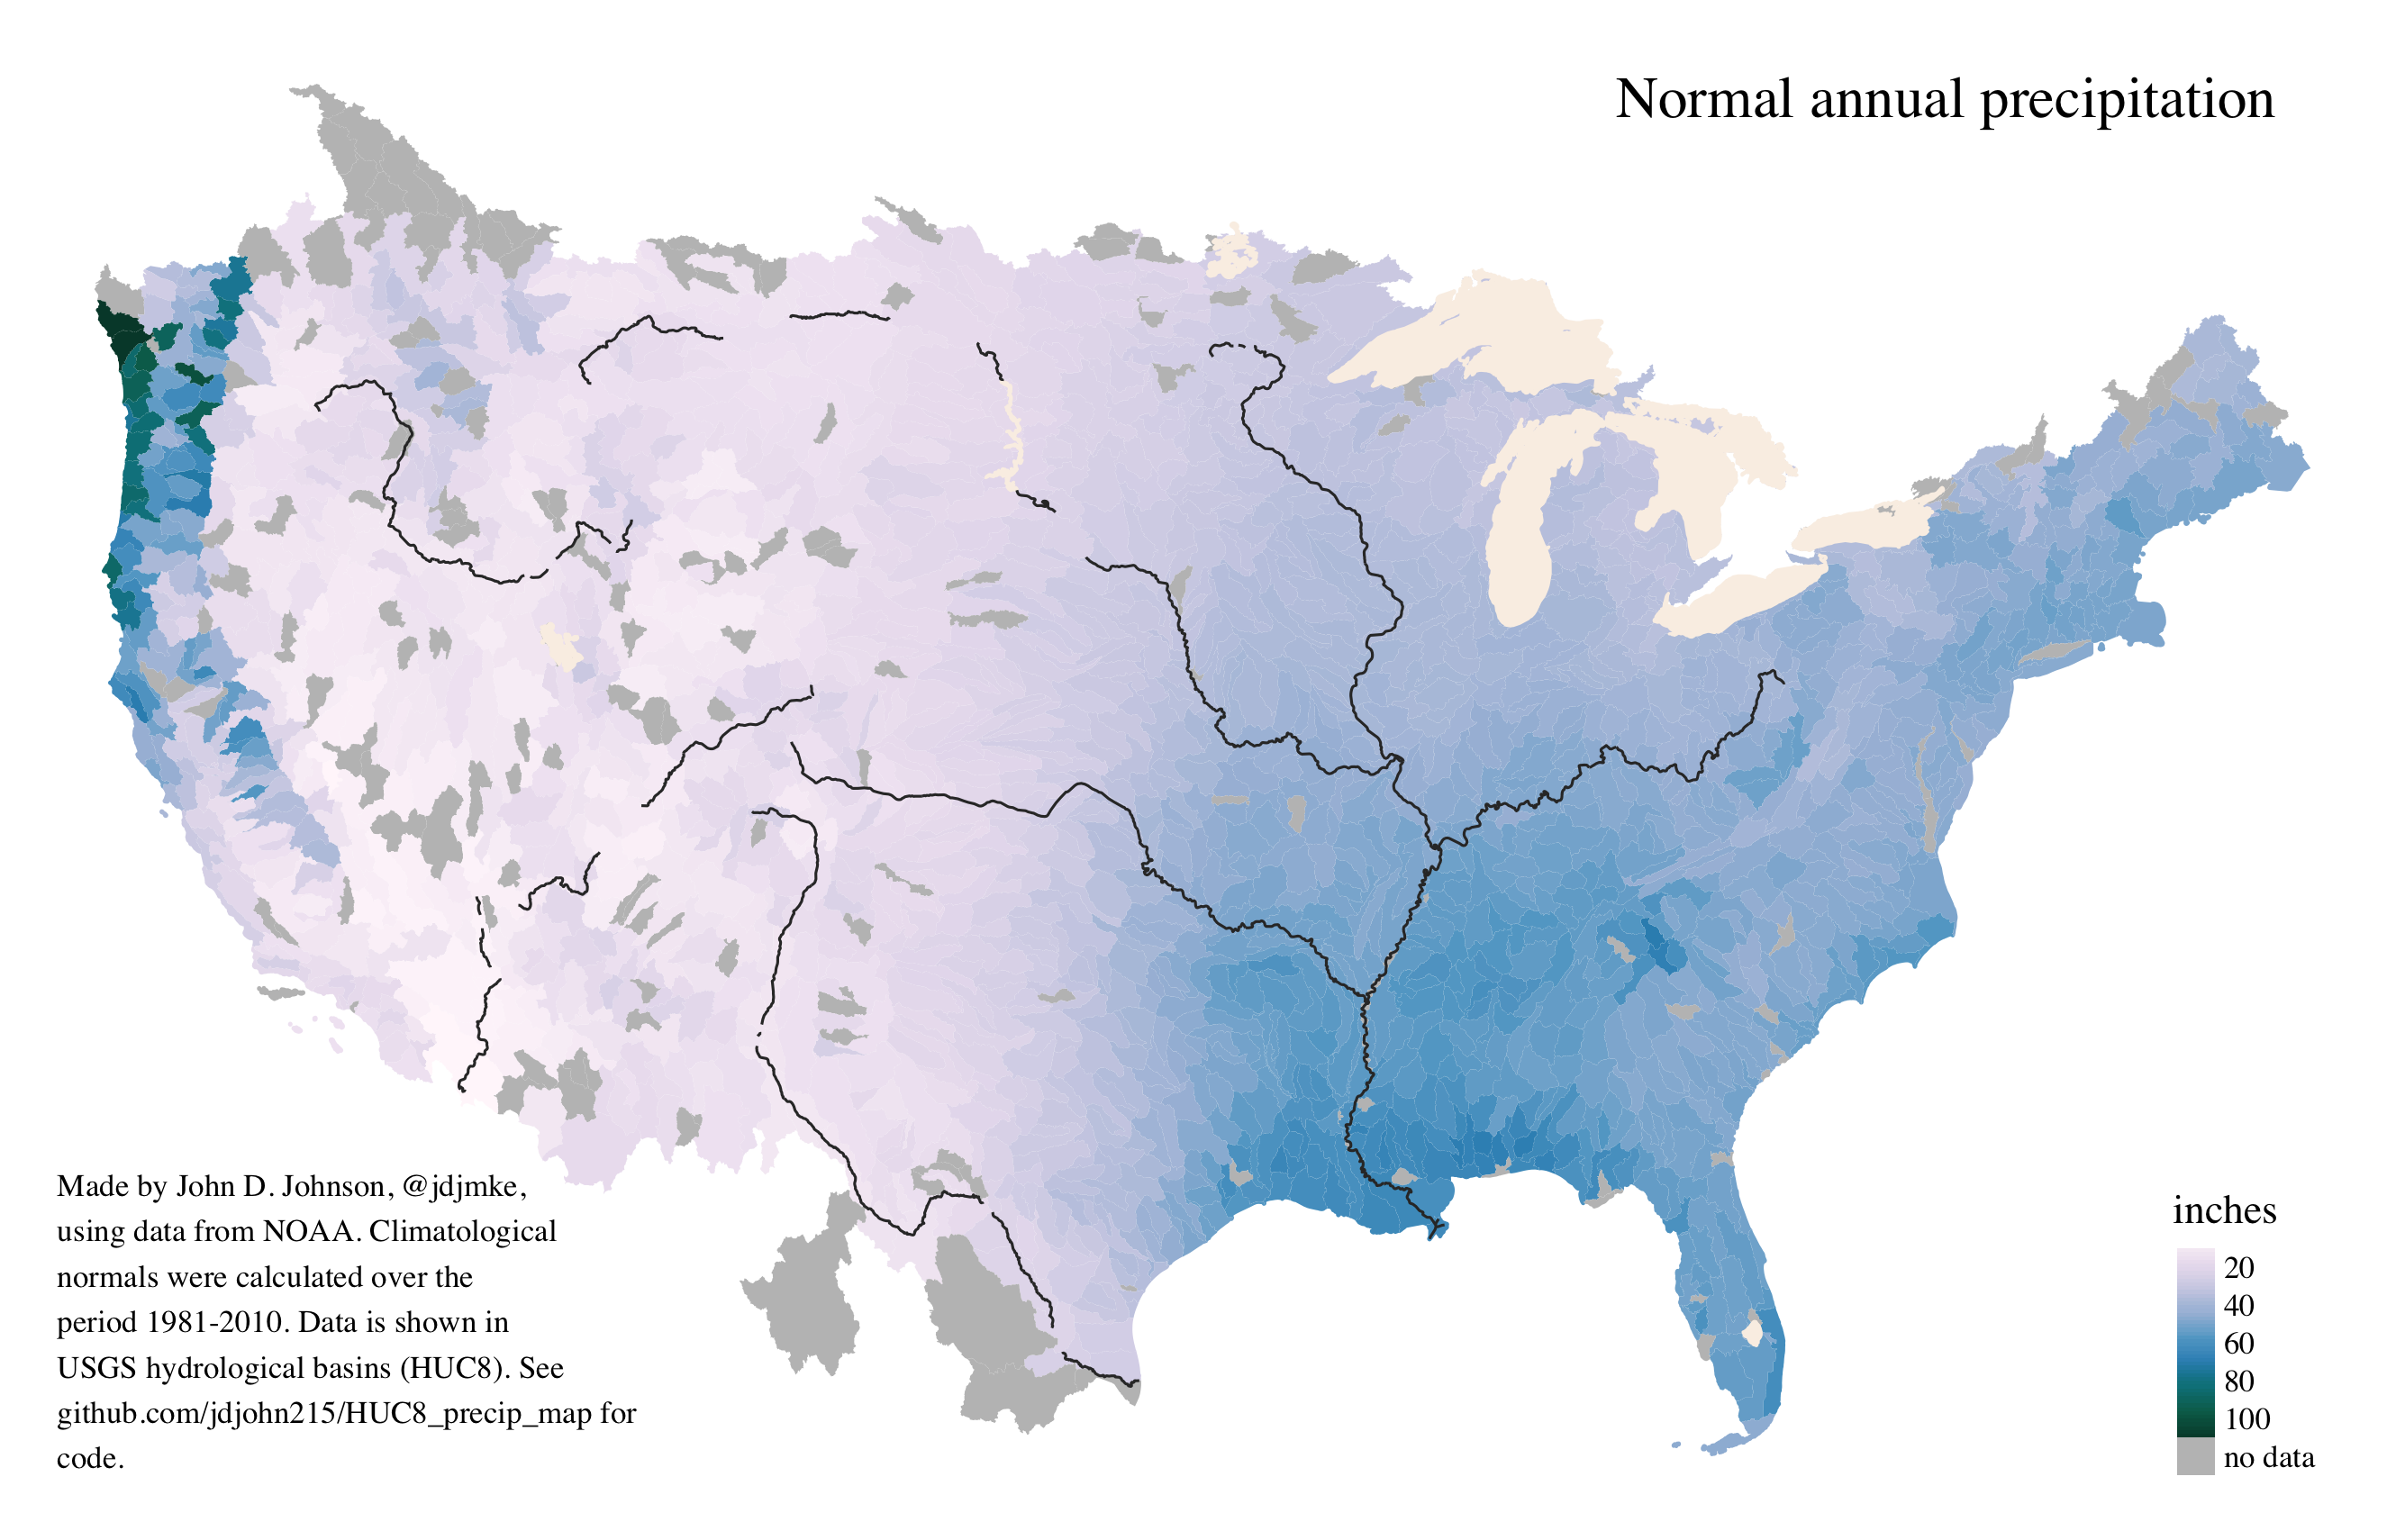 Normal annual precipitation
Made by John D. Johnson, @jdjmke,
using data from NOAA. Climatological
normals were calculated over the
period 1981-2010. Data is shown in
USGS hydrological basins (HUC8). See
github.com/jdjohn215/HUC8_precip_map for
code.
inches
20
40
60
80
100
no data